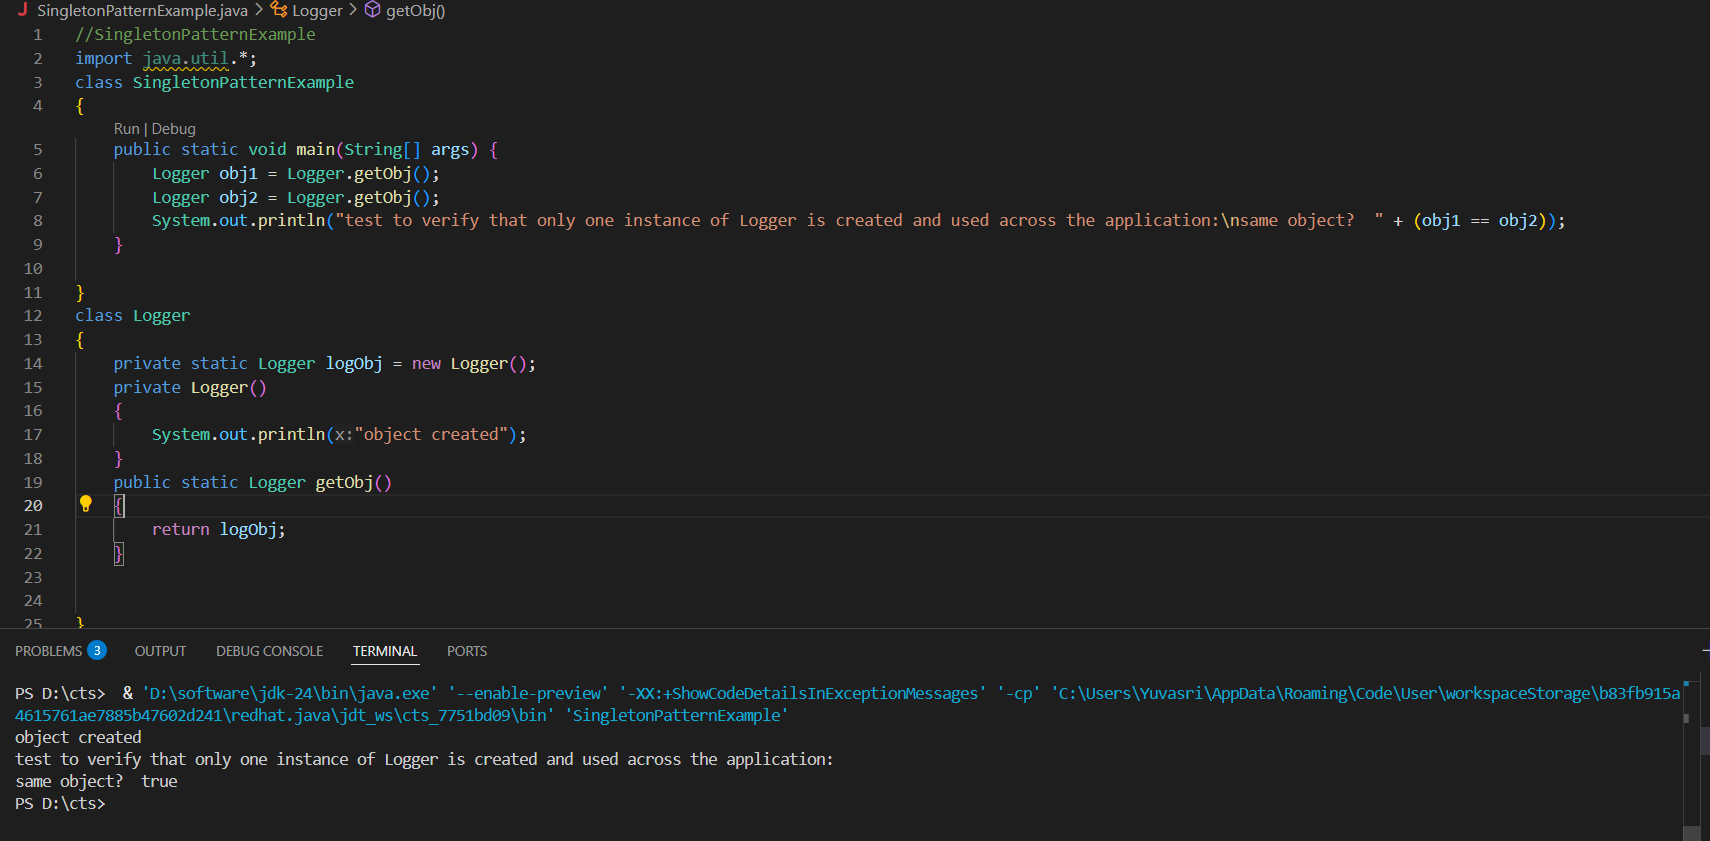 SingletonPatternExample.java > Logger > getObj()
1 //SingletonPatternExample
2 import java.util.*;
3 class SingletonPatternExample
4 {
Run | Debug
5 public static void main(String[] args) {
6 Logger obj1 = Logger.getObj();
7 Logger obj2 = Logger.getObj();
8 System.out.println("test to verify that only one instance of Logger is created and used across the application:\nsame object?  " + (obj1 == obj2));
9 }
10
11 }
12 class Logger
13 {
14 private static Logger logObj = new Logger();
15 private Logger()
16 {
17 System.out.println(x:"object created");
18 }
19 public static Logger getObj()
20 {
21 return logObj;
22 }
23
24
25 }
PROBLEMS 3 OUTPUT DEBUG CONSOLE TERMINAL PORTS
PS D:\cts>  & 'D:\software\jdk-24\bin\java.exe' '--enable-preview' '-XX:+ShowCodeDetailsInExceptionMessages' '-cp' 'C:\Users\Yuvasri\AppData\Roaming\Code\User\workspaceStorage\b83fb915a
4615761ae7885b47602d241\redhat.java\jdt_ws\cts_7751bd09\bin' 'SingletonPatternExample'
object created
test to verify that only one instance of Logger is created and used across the application:
same object?  true
PS D:\cts>